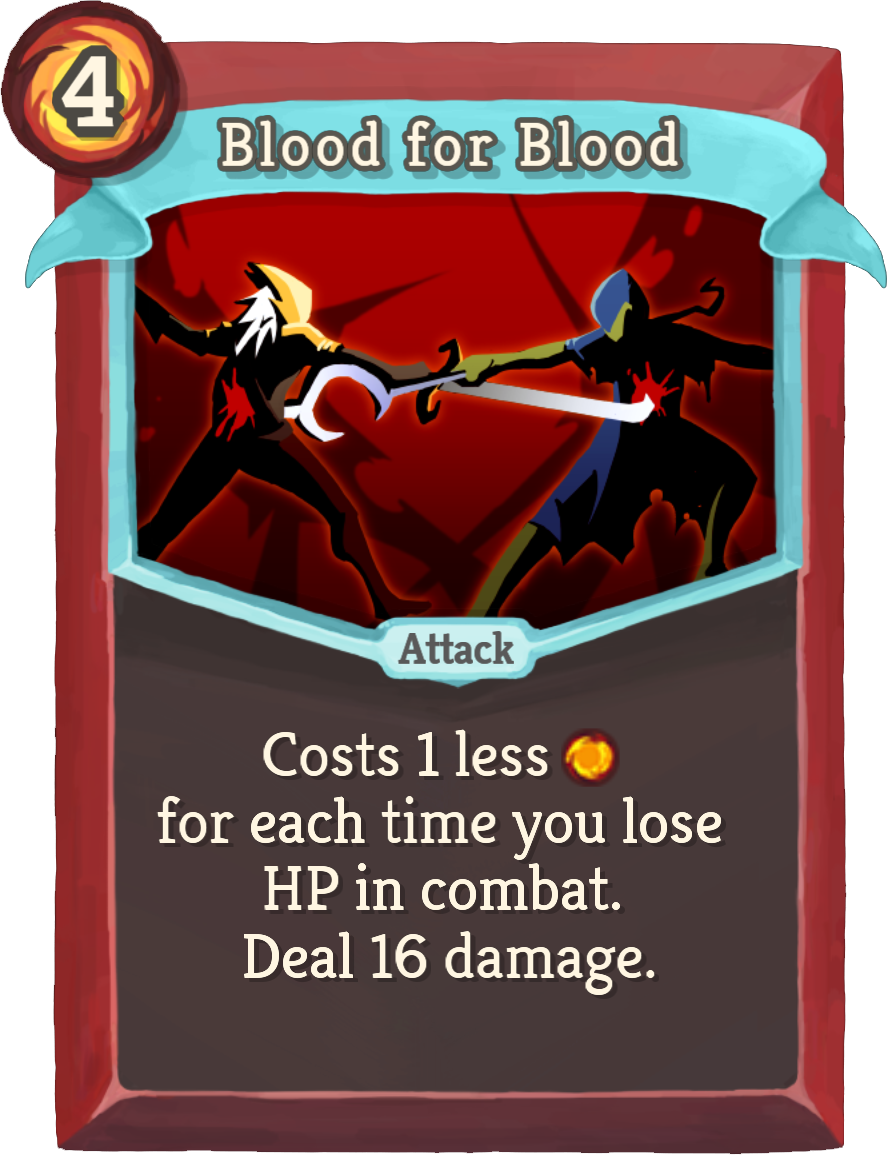 4
Blood for Blood
Attack
Costs 1 less
for each time you lose
HP in combat.
Deal 16 damage.